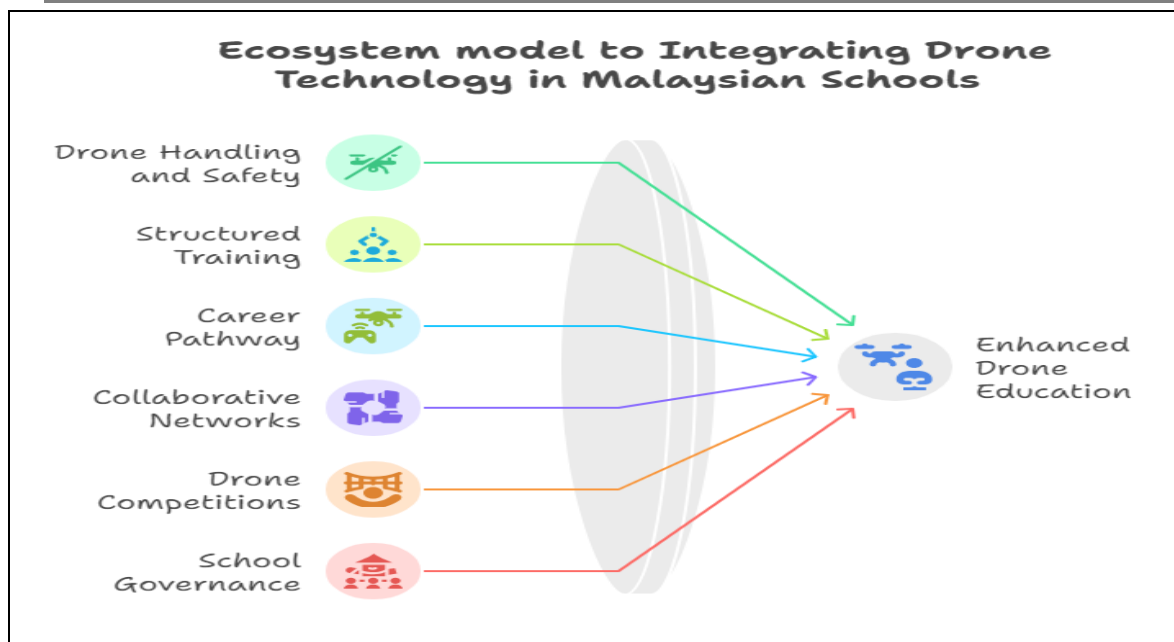 Ecosystem model to Integrating Drone
Technology in Malaysian Schools
Drone Handling
and Safety
Structured
Training
Career
Pathway
Collaborative
Networks
Drone
Competitions
School
Governance
Enhanced
Drone
Education